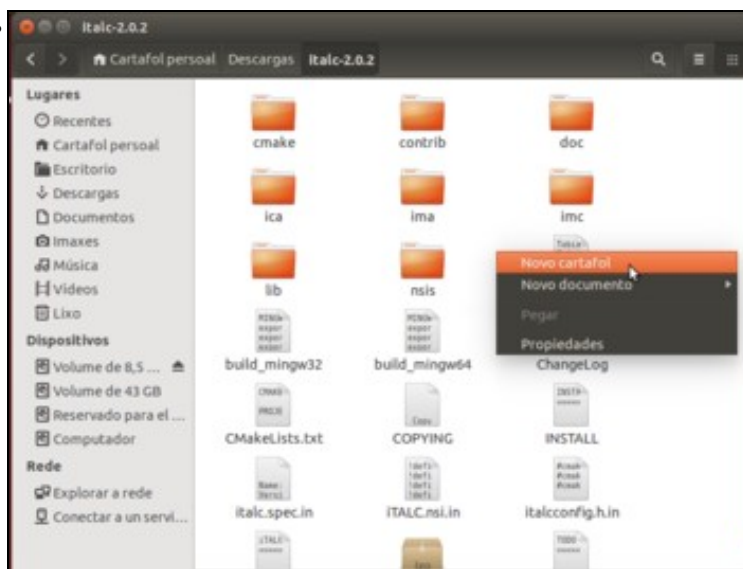 italc-2.0.2
Cartafol persoal Descargas italc-2.0.2
Lugares
Recentes
Cartafol persoal
Escritorio
Descargas
Documentos
Imaxes
Música
Vídeos
Lixo
Dispositivos
Volume de 8,5 ...
Volume de 43 GB
Reservado para el ...
Computador
Rede
Explorar a rede
Conectar a un servi...
cmake contrib doc
ica ima imc
lib nsis
Novo cartafol
Novo documento
Pegar
Propiedades
build_mingw32 build_mingw64 ChangeLog
CMakeLists.txt COPYING INSTALL
italc.spec.in iTALC.nsi.in italcconfig.h.in